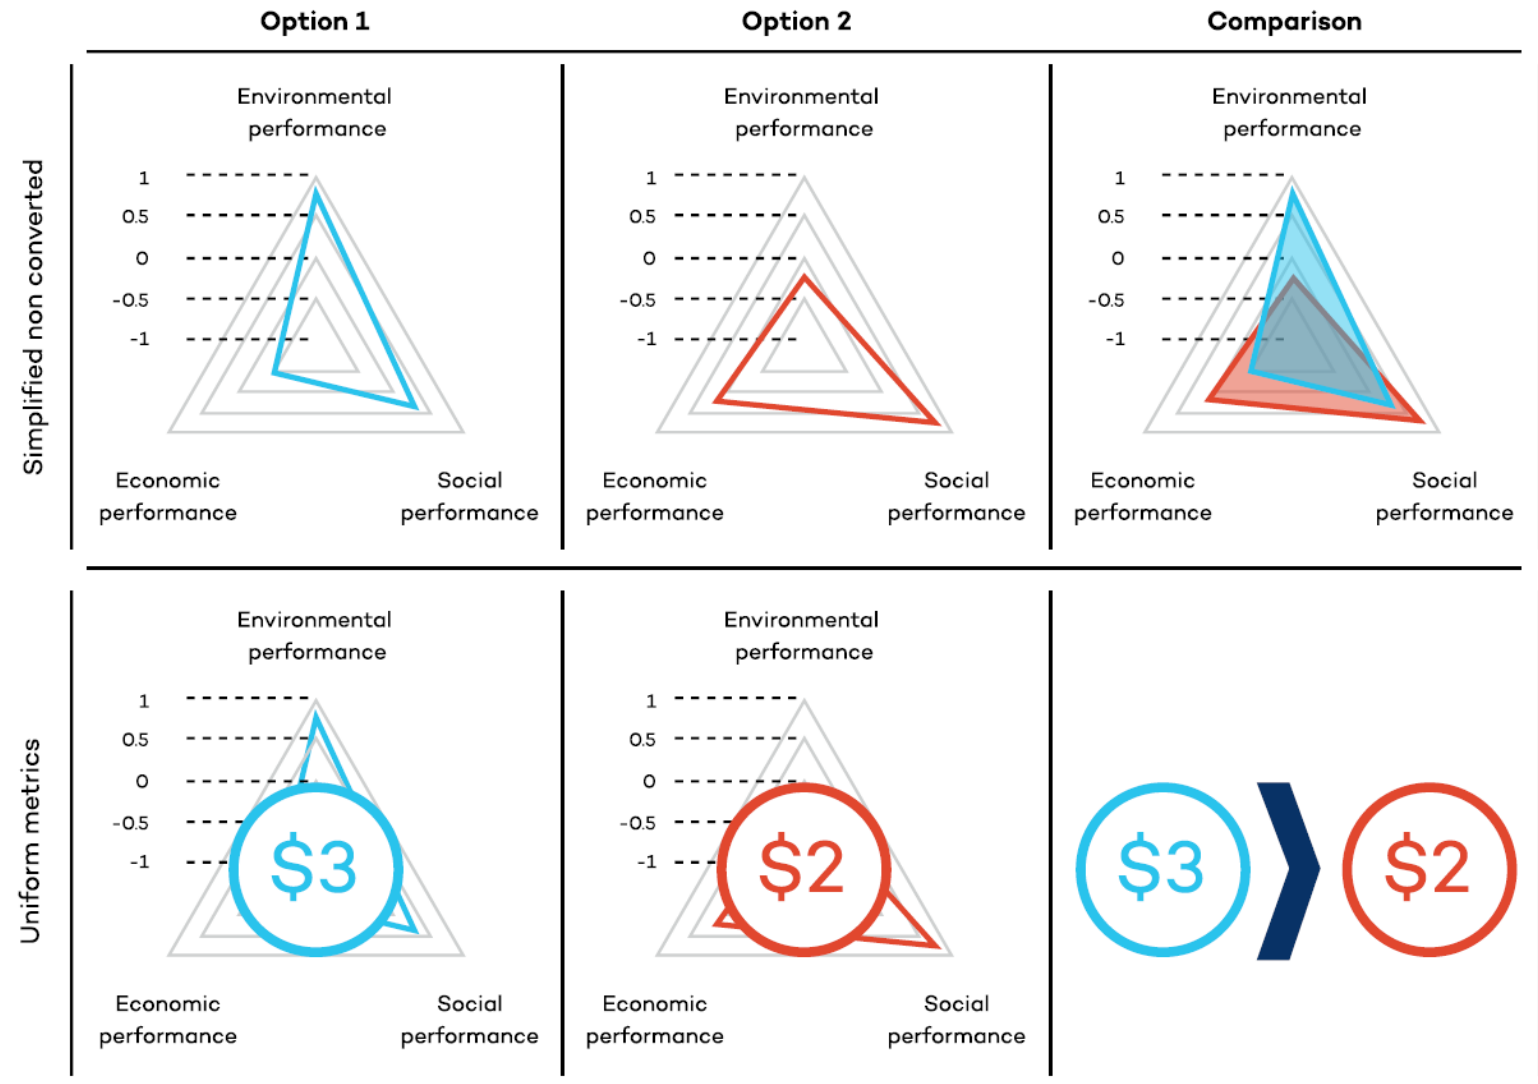 Option 1
Option 2
Comparison
Simplified non converted
Environmental
performance
1
0.5
0
-0.5
-1
Economic
performance
Social
performance
Environmental
performance
1
0.5
0
-0.5
-1
Economic
performance
Social
performance
Environmental
performance
1
0.5
0
-0.5
-1
Economic
performance
Social
performance
Uniform metrics
Environmental
performance
1
0.5
0
-0.5
-1
$3
Economic
performance
Social
performance
Environmental
performance
1
0.5
0
-0.5
-1
$2
Economic
performance
Social
performance
$3
$2